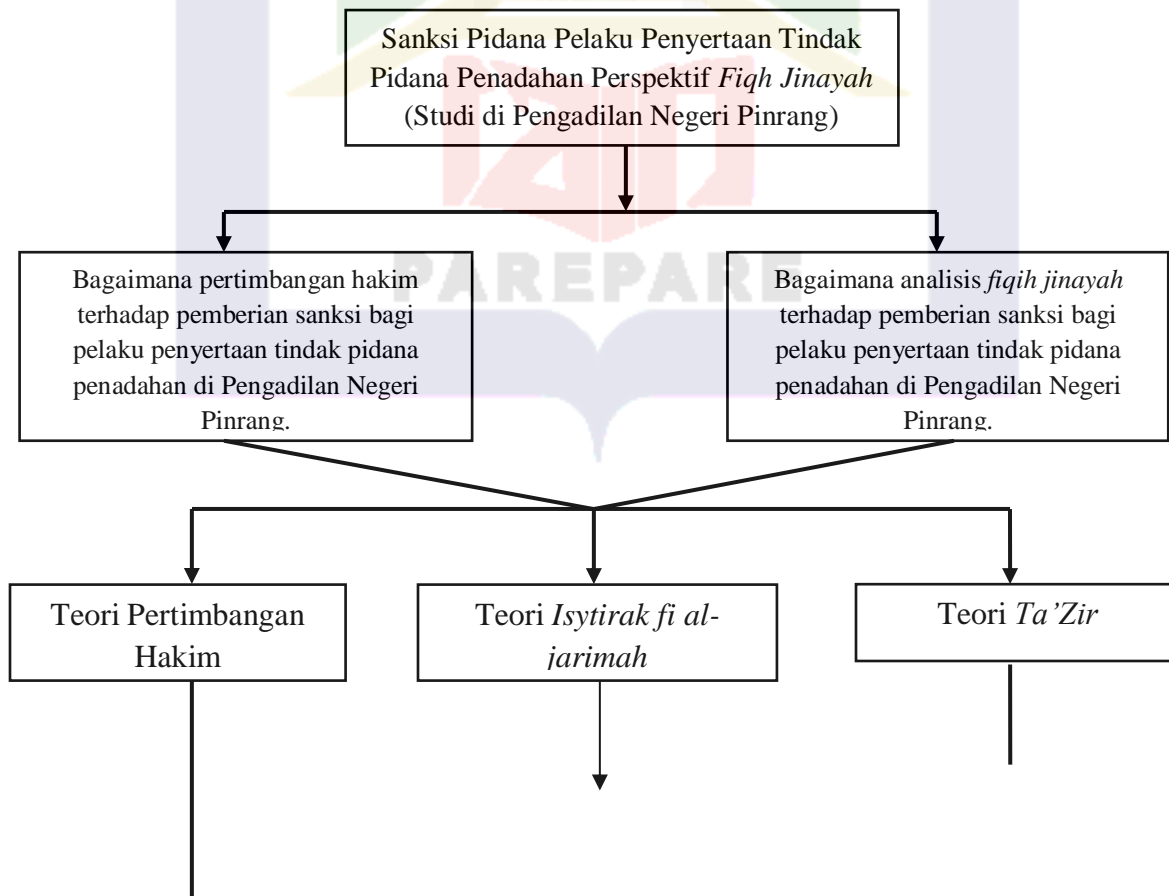 Sanksi Pidana Pelaku Penyertaan Tindak
Pidana Penadahan Perspektif Fiqh Jinayah
(Studi di Pengadilan Negeri Pinrang)
Bagaimana pertimbangan hakim
terhadap pemberian sanksi bagi
pelaku penyertaan tindak pidana
penadahan di Pengadilan Negeri
Pinrang.
Bagaimana analisis fiqih jinayah
terhadap pemberian sanksi bagi
pelaku penyertaan tindak pidana
penadahan di Pengadilan Negeri
Pinrang.
PAREPARE
Teori Pertimbangan
Hakim
Teori Isytirak fi al-
jarimah
Teori Ta’Zir